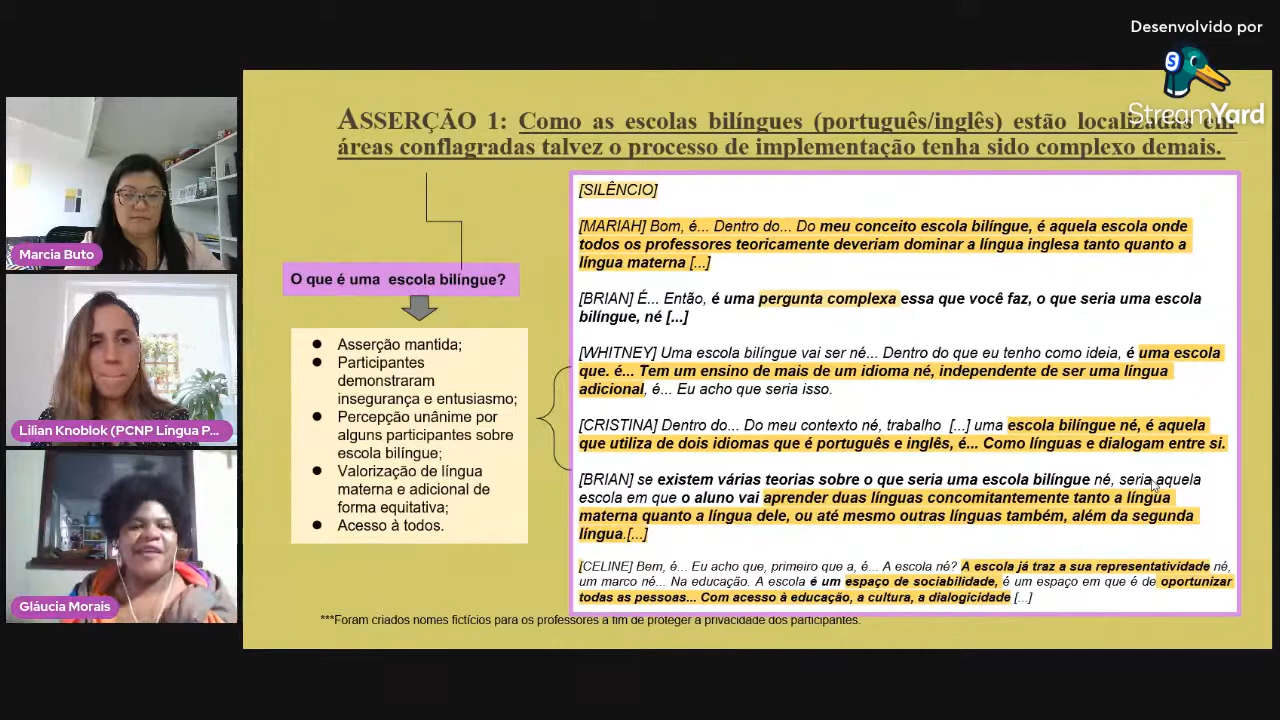 Desenvolvido por
S
StreamYard
ASSERÇÃO 1: Como as escolas bilíngues (português/inglês) estão localizadas em
áreas conflagradas talvez o processo de implementação tenha sido complexo demais.
O que é uma escola bilíngue?
Asserção mantida;
Participantes
demonstraram
insegurança e entusiasmo;
Percepção unânime por
alguns participantes sobre
escola bilíngue;
Valorização de língua
materna e adicional de
forma equitativa;
Acesso à todos.
[SILÊNCIO]
[MARIAH] Bom, é... Dentro do... Do meu conceito escola bilíngue, é aquela escola onde
todos os professores teoricamente deveriam dominar a língua inglesa tanto quanto a
língua materna [...]
[BRIAN] É... Então, é uma pergunta complexa essa que você faz, o que seria uma escola
bilíngue, né [...]
[WHITNEY] Uma escola bilíngue vai ser né... Dentro do que eu tenho como ideia, é uma escola
que. é... Tem um ensino de mais de um idioma né, independente de ser uma língua
adicional, é... Eu acho que seria isso.
[CRISTINA] Dentro do... Do meu contexto né, trabalho [...] uma escola bilíngue né, é aquela
que utiliza de dois idiomas que é português e inglês, é... Como línguas e dialogam entre si.
[BRIAN] se existem várias teorias sobre o que seria uma escola bilíngue né, seria aquela
escola em que o aluno vai aprender duas línguas concomitantemente tanto a língua
materna quanto a língua dele, ou até mesmo outras línguas também, além da segunda
língua.[...]
[CELINE] Bem, é... Eu acho que, primeiro que a, é... A escola né? A escola já traz a sua representatividade né,
um marco né... Na educação. A escola é um espaço de sociabilidade, é um espaço em que é de oportunizar
todas as pessoas... Com acesso à educação, a cultura, a dialogicidade [...]
***Foram criados nomes fictícios para os professores a fim de proteger a privacidade dos participantes.
Marcia Buto
Lilian Knoblok (PCNP Língua P...
Gláucia Morais